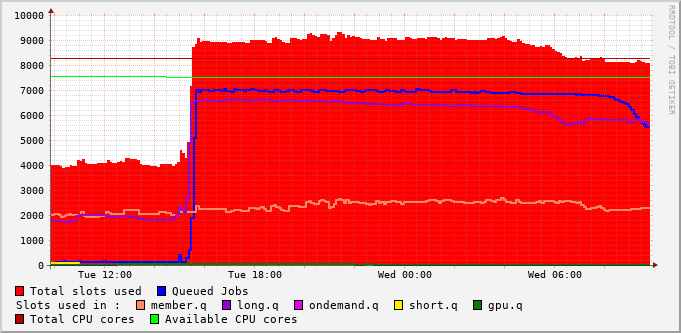 10000
9000
8000
7000
6000
5000
4000
3000
2000
1000
0
Tue 12:00 Tue 18:00 Wed 00:00 Wed 06:00
RRDTOOL / TOBI OETIKER
Total slots used Queued Jobs
Slots used in : member.q long.q ondemand.q short.q gpu.q
Total CPU cores Available CPU cores